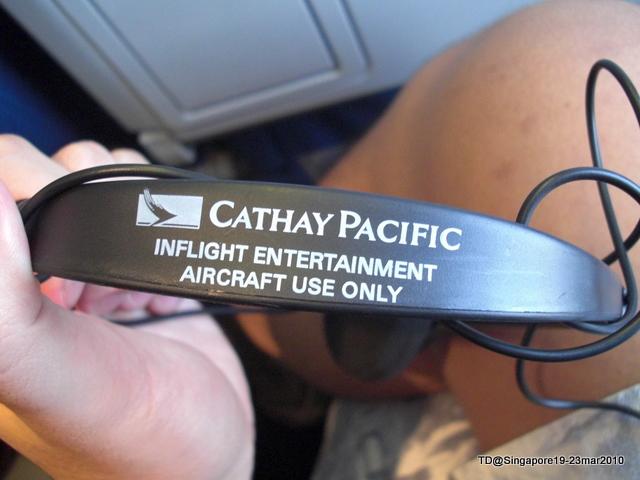 CATHAY PACIFIC
INFLIGHT ENTERTAINMENT
AIRCRAFT USE ONLY
TD@Singapore19-23mar2010